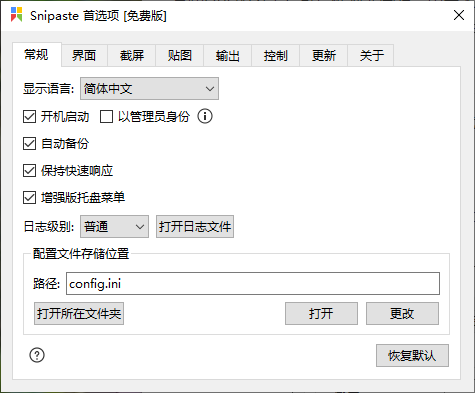 Snipaste 首选项 [免费版]
常规 界面 截屏 贴图 输出 控制 更新 关于
显示语言: 简体中文
开机启动 以管理员身份
自动备份
保持快速响应
增强版托盘菜单
日志级别: 普通 打开日志文件
配置文件存储位置
路径: config.ini
打开所在文件夹 打开 更改
恢复默认